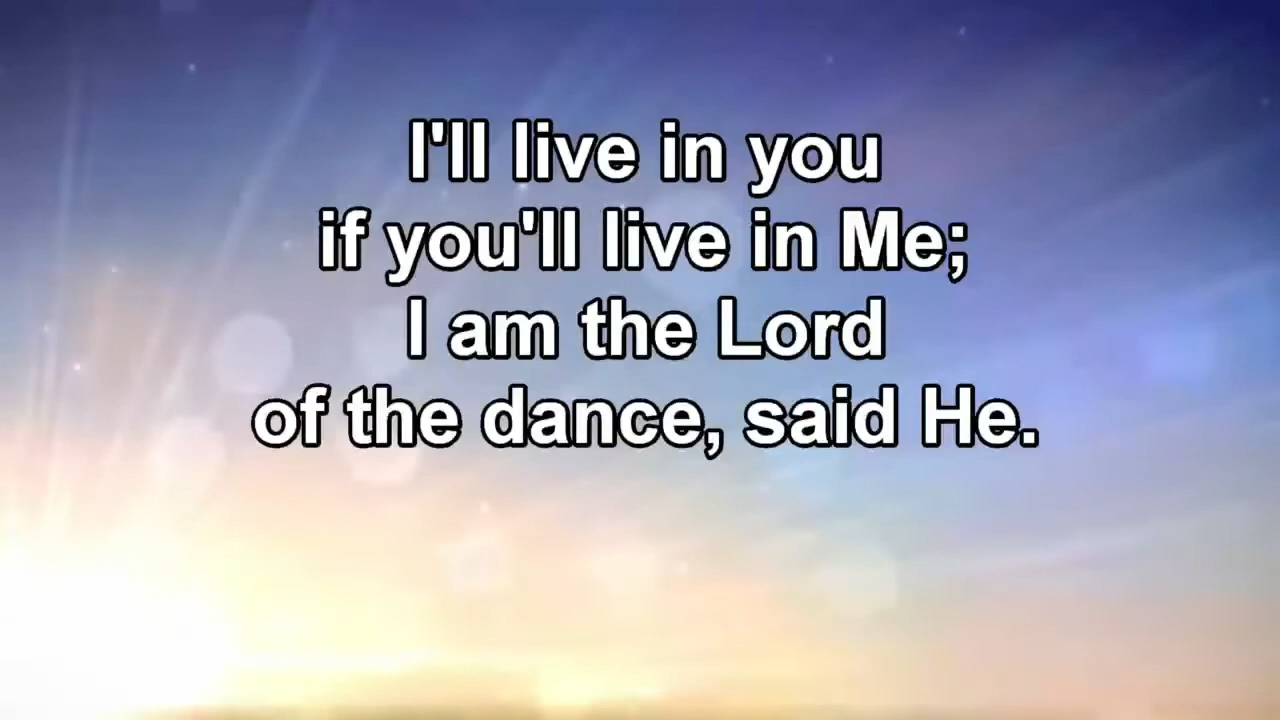 I'll live in you
if you'll live in Me;
I am the Lord
of the dance, said He.